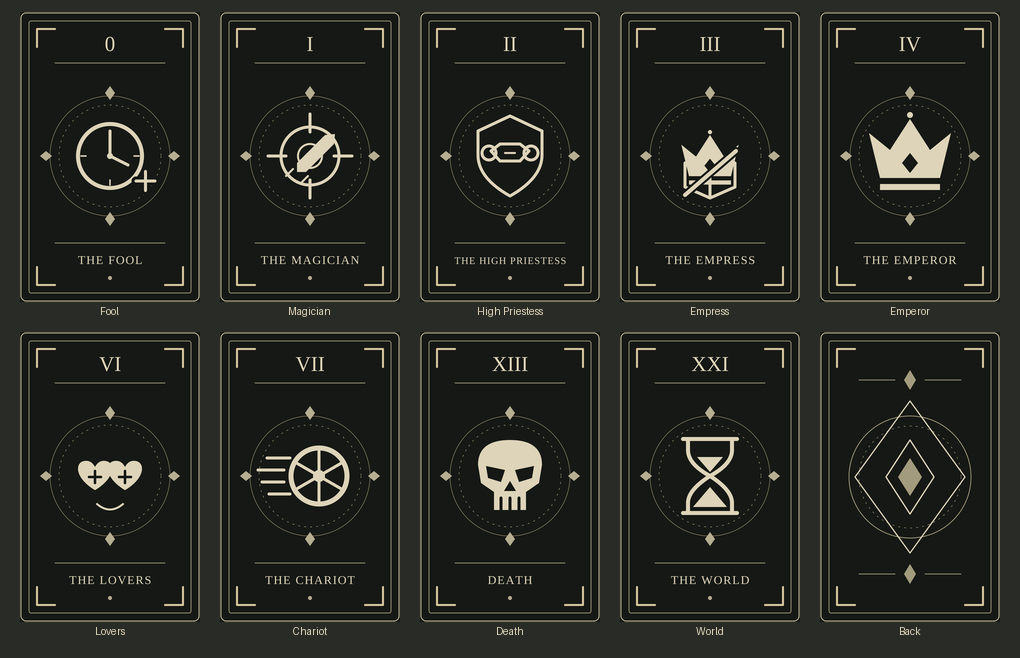 0
THE FOOL
Fool
I
THE MAGICIAN
Magician
II
THE HIGH PRIESTESS
High Priestess
III
THE EMPRESS
Empress
IV
THE EMPEROR
Emperor
VI
THE LOVERS
Lovers
VII
THE CHARIOT
Chariot
XIII
DEATH
Death
XXI
THE WORLD
World
Back